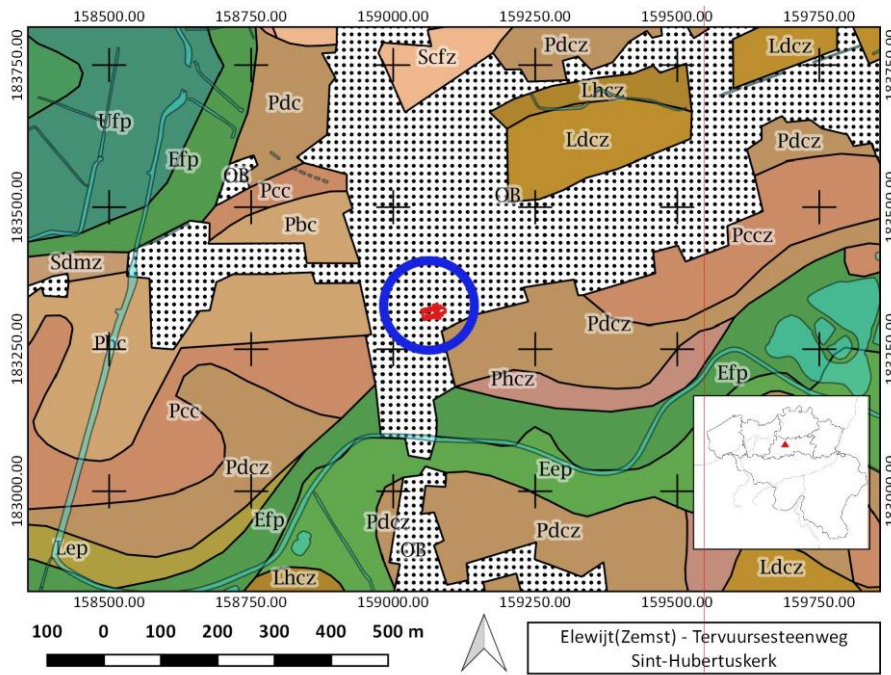 158500.00 158750.00 159000.00 159250.00 159500.00 159750.00
183750.00 183750.00
Scfz Pdcz Ldcz
Lhcz
Pdc
Ufp Ldcz Pdcz
Efp
OB Pcc OB
183500.00 183500.00
Pbc Pccz
Sdmz
Pdcz
Pbc
183250.00 183250.00
Phcz Efp
Pcc
Pdcz Eep
183000.00 183000.00
Efp Pdcz Pdcz
Lep OB
Lhcz Ldcz
158500.00 158750.00 159000.00 159250.00 159500.00 159750.00
100 0 100 200 300 400 500 m
Elewijt(Zemst) - Tervuursesteenweg
Sint-Hubertuskerk